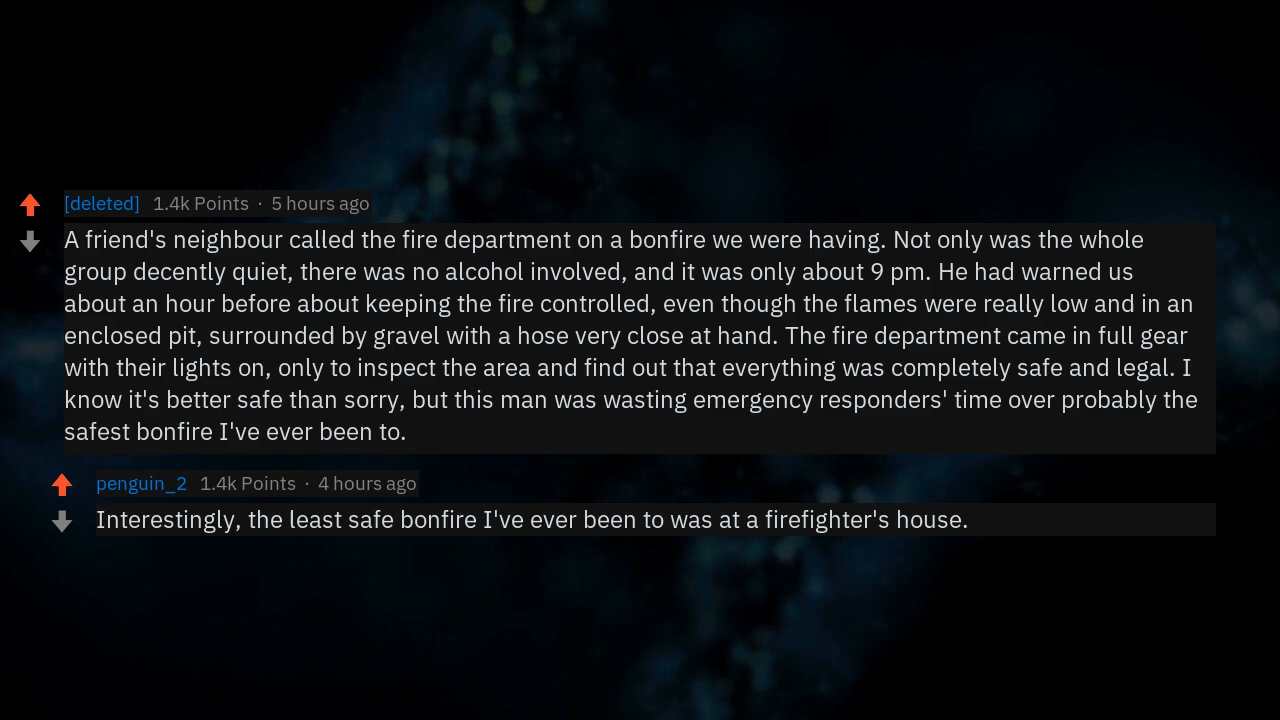 [deleted] 1.4k Points · 5 hours ago
A friend's neighbour called the fire department on a bonfire we were having. Not only was the whole
group decently quiet, there was no alcohol involved, and it was only about 9 pm. He had warned us
about an hour before about keeping the fire controlled, even though the flames were really low and in an
enclosed pit, surrounded by gravel with a hose very close at hand. The fire department came in full gear
with their lights on, only to inspect the area and find out that everything was completely safe and legal. I
know it's better safe than sorry, but this man was wasting emergency responders' time over probably the
safest bonfire I've ever been to.
penguin_2 1.4k Points · 4 hours ago
Interestingly, the least safe bonfire I've ever been to was at a firefighter's house.